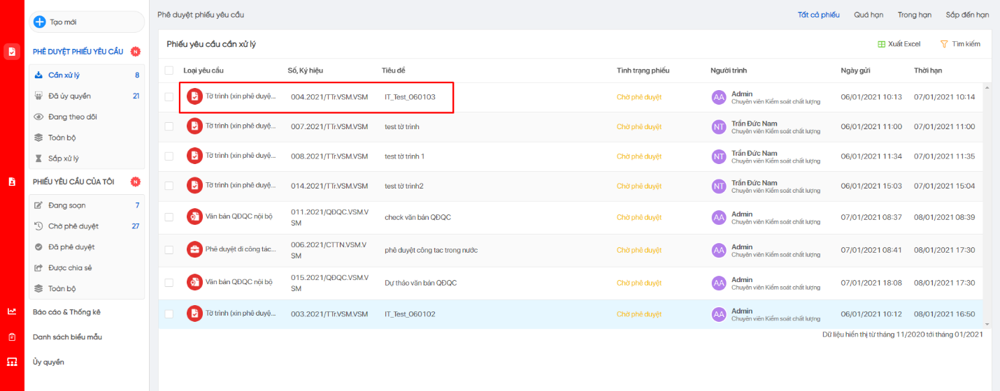 Tạo mới
PHÊ DUYỆT PHIẾU YÊU CẦU N
Cần xử lý 8
Đã ủy quyền 21
Đang theo dõi
Toàn bộ
Sắp xử lý
PHIẾU YÊU CẦU CỦA TÔI N
Đang soạn 7
Chờ phê duyệt 27
Đã phê duyệt
Được chia sẻ
Toàn bộ
Báo cáo & Thống kê
Danh sách biểu mẫu
Ủy quyền
Phê duyệt phiếu yêu cầu
Tất cả phiếu Quá hạn Trong hạn Sắp đến hạn
Phiếu yêu cầu cần xử lý
Xuất Excel Tìm kiếm
Loại yêu cầu Số, Ký hiệu Tiêu đề Tình trạng phiếu Người trình Ngày gửi Thời hạn
Tờ trình (xin phê duyệ... 004.2021/TTr.VSM.VSM IT_Test_060103 Chờ phê duyệt AA Admin 06/01/2021 10:13 07/01/2021 10:14
Chuyên viên Kiểm soát chất lượng
Tờ trình (xin phê duyệ... 007.2021/TTr.VSM.VSM test tờ trình Chờ phê duyệt NT Trần Đức Nam 06/01/2021 11:00 07/01/2021 11:00
Chuyên viên Kiểm soát chất lượng
Tờ trình (xin phê duyệ... 008.2021/TTr.VSM.VSM test tờ trình 1 Chờ phê duyệt NT Trần Đức Nam 06/01/2021 11:34 07/01/2021 11:35
Chuyên viên Kiểm soát chất lượng
Tờ trình (xin phê duyệ... 014.2021/TTr.VSM.VSM test tờ trình2 Chờ phê duyệt NT Trần Đức Nam 06/01/2021 15:03 07/01/2021 15:04
Chuyên viên Kiểm soát chất lượng
Văn bản QĐQC nội bộ 011.2021/QĐQC.VSM.V check văn bản QĐQC Chờ phê duyệt AA Admin 07/01/2021 08:37 08/01/2021 08:39
SM Chuyên viên Kiểm soát chất lượng
Phê duyệt đi công tác... 006.2021/CTTN.VSM.V phê duyệt công tac trong nước Chờ phê duyệt AA Admin 07/01/2021 08:41 08/01/2021 17:30
SM Chuyên viên Kiểm soát chất lượng
Văn bản QĐQC nội bộ 015.2021/QĐQC.VSM.V Dự thảo văn bản QĐQC Chờ phê duyệt AA Admin 07/01/2021 18:08 08/01/2021 17:30
SM Chuyên viên Kiểm soát chất lượng
Tờ trình (xin phê duyệ... 003.2021/TTr.VSM.VSM IT_Test_060102 Chờ phê duyệt AA Admin 06/01/2021 10:12 08/01/2021 16:50
Chuyên viên Kiểm soát chất lượng
Dữ liệu hiển thị từ tháng 11/2020 tới tháng 01/2021